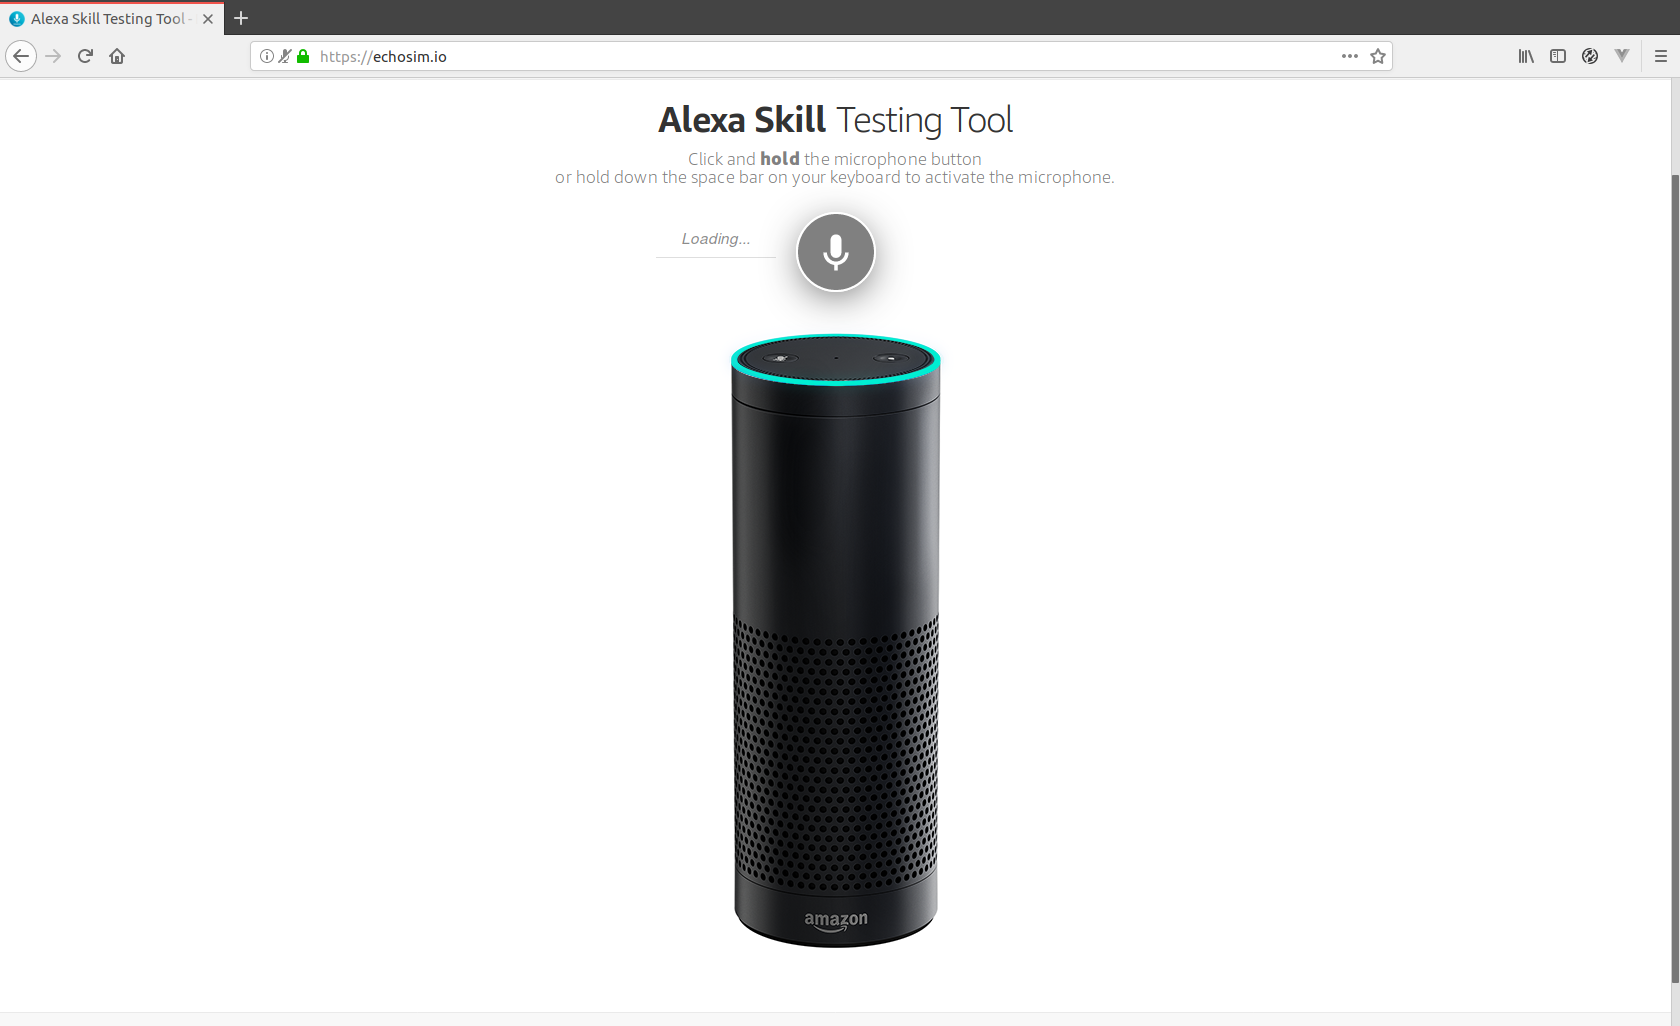 Alexa Skill Testing Tool -
https://echosim.io
Alexa Skill Testing Tool
Click and hold the microphone button
or hold down the space bar on your keyboard to activate the microphone.
Loading...
amazon